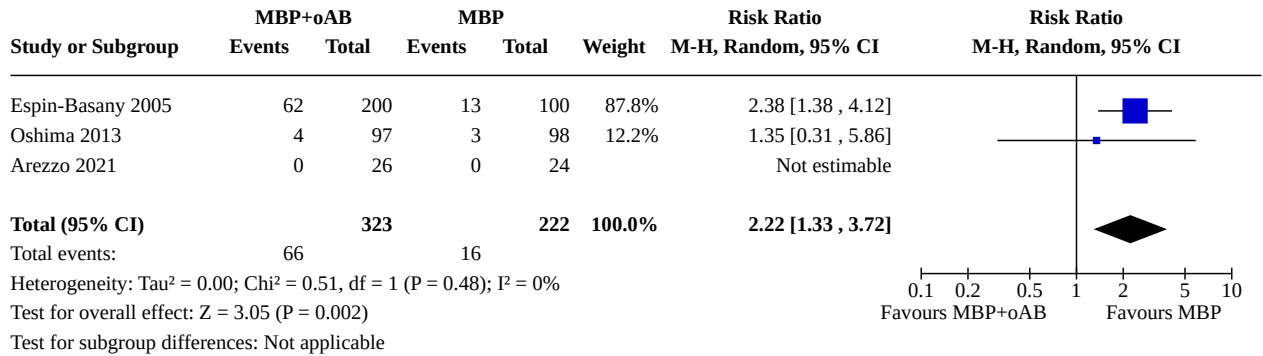 MBP+oAB MBP Risk Ratio Risk Ratio
Study or Subgroup Events Total Events Total Weight M-H, Random, 95% CI M-H, Random, 95% CI
Espin-Basany 2005 62 200 13 100 87.8% 2.38 [1.38 , 4.12]
Oshima 2013 4 97 3 98 12.2% 1.35 [0.31 , 5.86]
Arezzo 2021 0 26 0 24 Not estimable
Total (95% CI) 323 222 100.0% 2.22 [1.33 , 3.72]
Total events: 66 16
Heterogeneity: Tau² = 0.00; Chi² = 0.51, df = 1 (P = 0.48); I² = 0%
0.1 0.2 0.5 1 2 5 10
Test for overall effect: Z = 3.05 (P = 0.002) Favours MBP+oAB Favours MBP
Test for subgroup differences: Not applicable